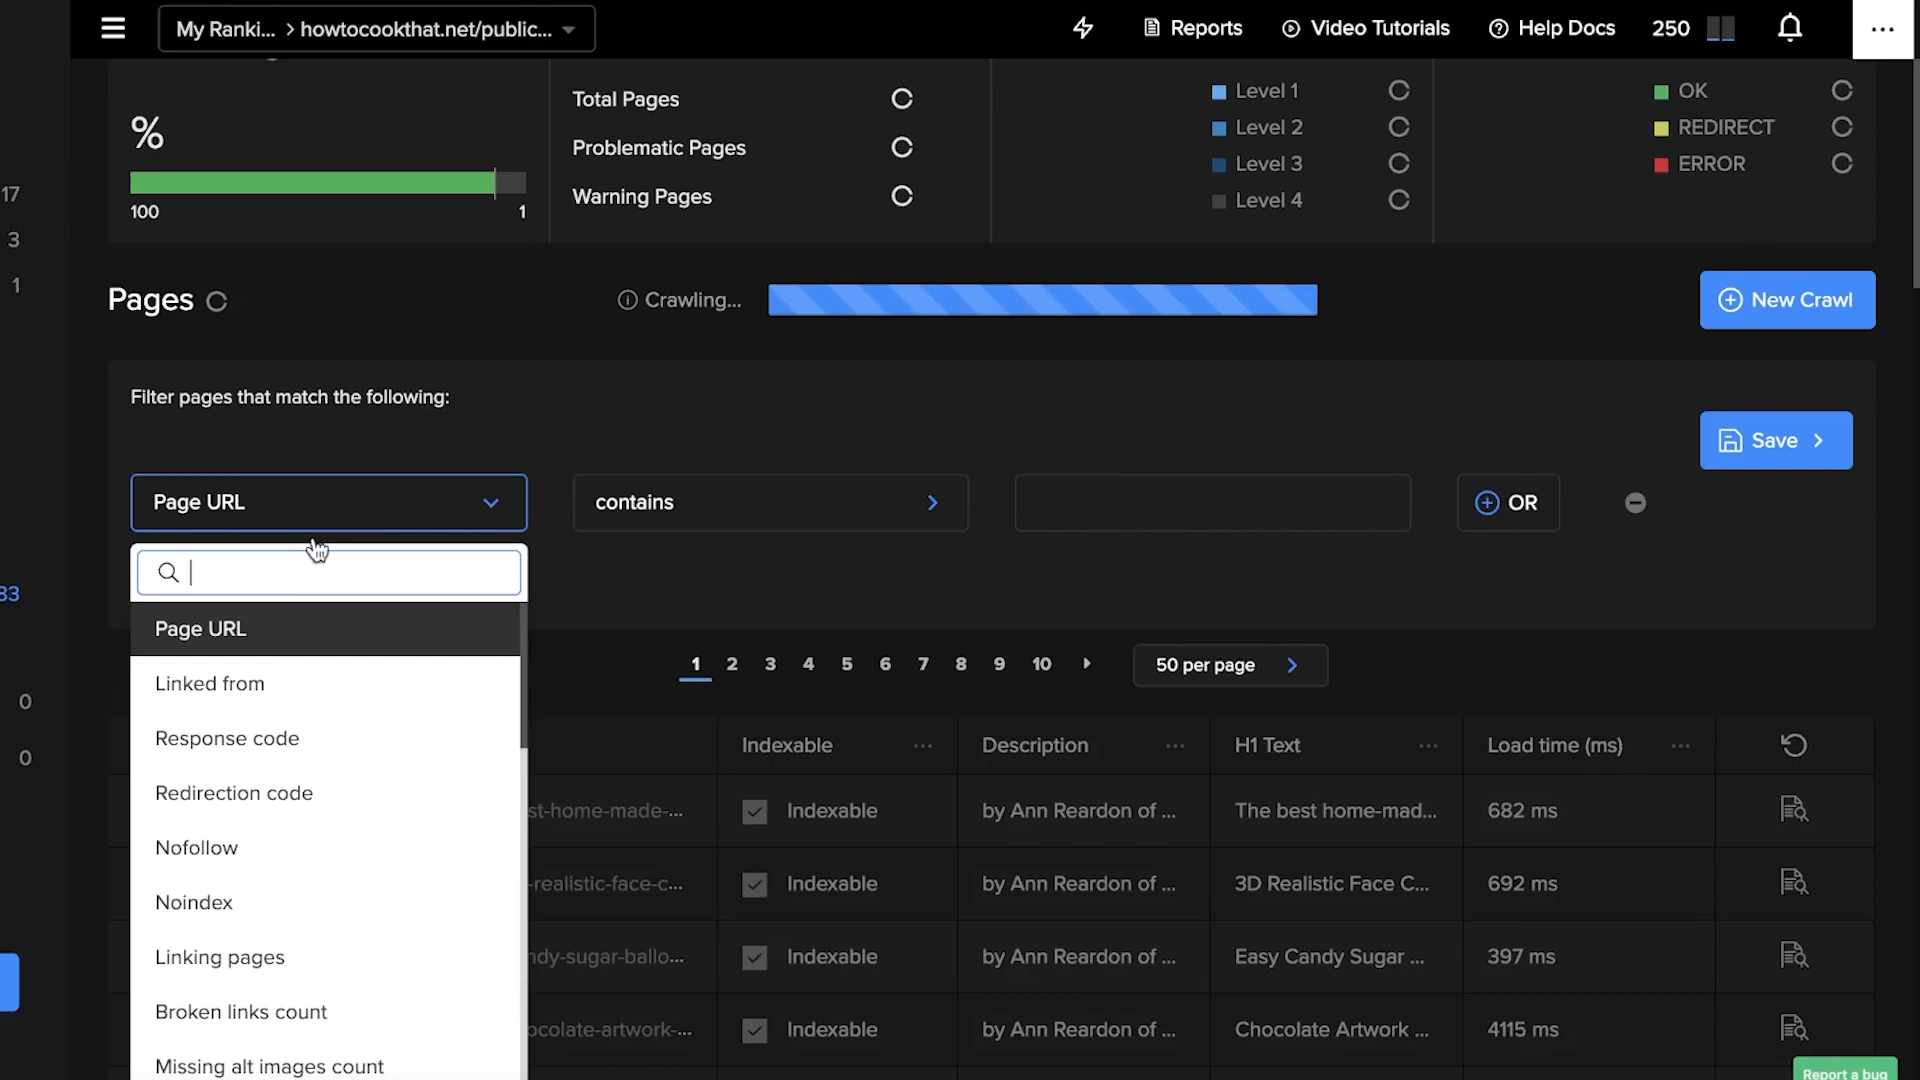 My Ranki... > howtocookthat.net/public...
Reports
Video Tutorials
Help Docs
250
%
100
1
Total Pages
Problematic Pages
Warning Pages
Level 1
Level 2
Level 3
Level 4
OK
REDIRECT
ERROR
17
3
1
83
0
0
Pages
Crawling...
New Crawl
Filter pages that match the following:
Save
Page URL
contains
OR
Page URL
Linked from
Response code
Redirection code
Nofollow
Noindex
Linking pages
Broken links count
Missing alt images count
1 2 3 4 5 6 7 8 9 10
50 per page
Indexable ... Description ... H1 Text ... Load time (ms) ...
st-home-made-... Indexable by Ann Reardon of ... The best home-mad... 682 ms
-realistic-face-c... Indexable by Ann Reardon of ... 3D Realistic Face C... 692 ms
ndy-sugar-ballo... Indexable by Ann Reardon of ... Easy Candy Sugar ... 397 ms
ocolate-artwork-... Indexable by Ann Reardon of ... Chocolate Artwork ... 4115 ms
Report a bug